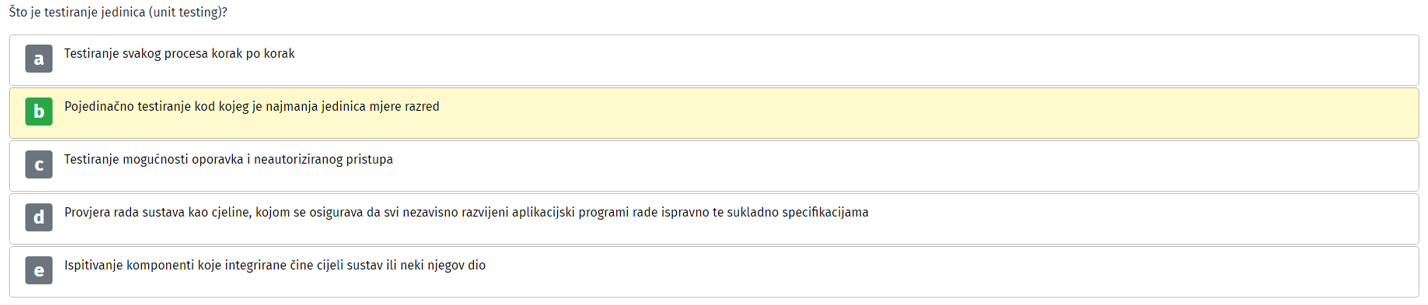 Što je testiranje jedinica (unit testing)?
a Testiranje svakog procesa korak po korak
b Pojedinačno testiranje kod kojeg je najmanja jedinica mjere razred
c Testiranje mogućnosti oporavka i neautoriziranog pristupa
d Provjera rada sustava kao cjeline, kojom se osigurava da svi nezavisno razvijeni aplikacijski programi rade ispravno te sukladno specifikacijama
e Ispitivanje komponenti koje integrirane čine cijeli sustav ili neki njegov dio